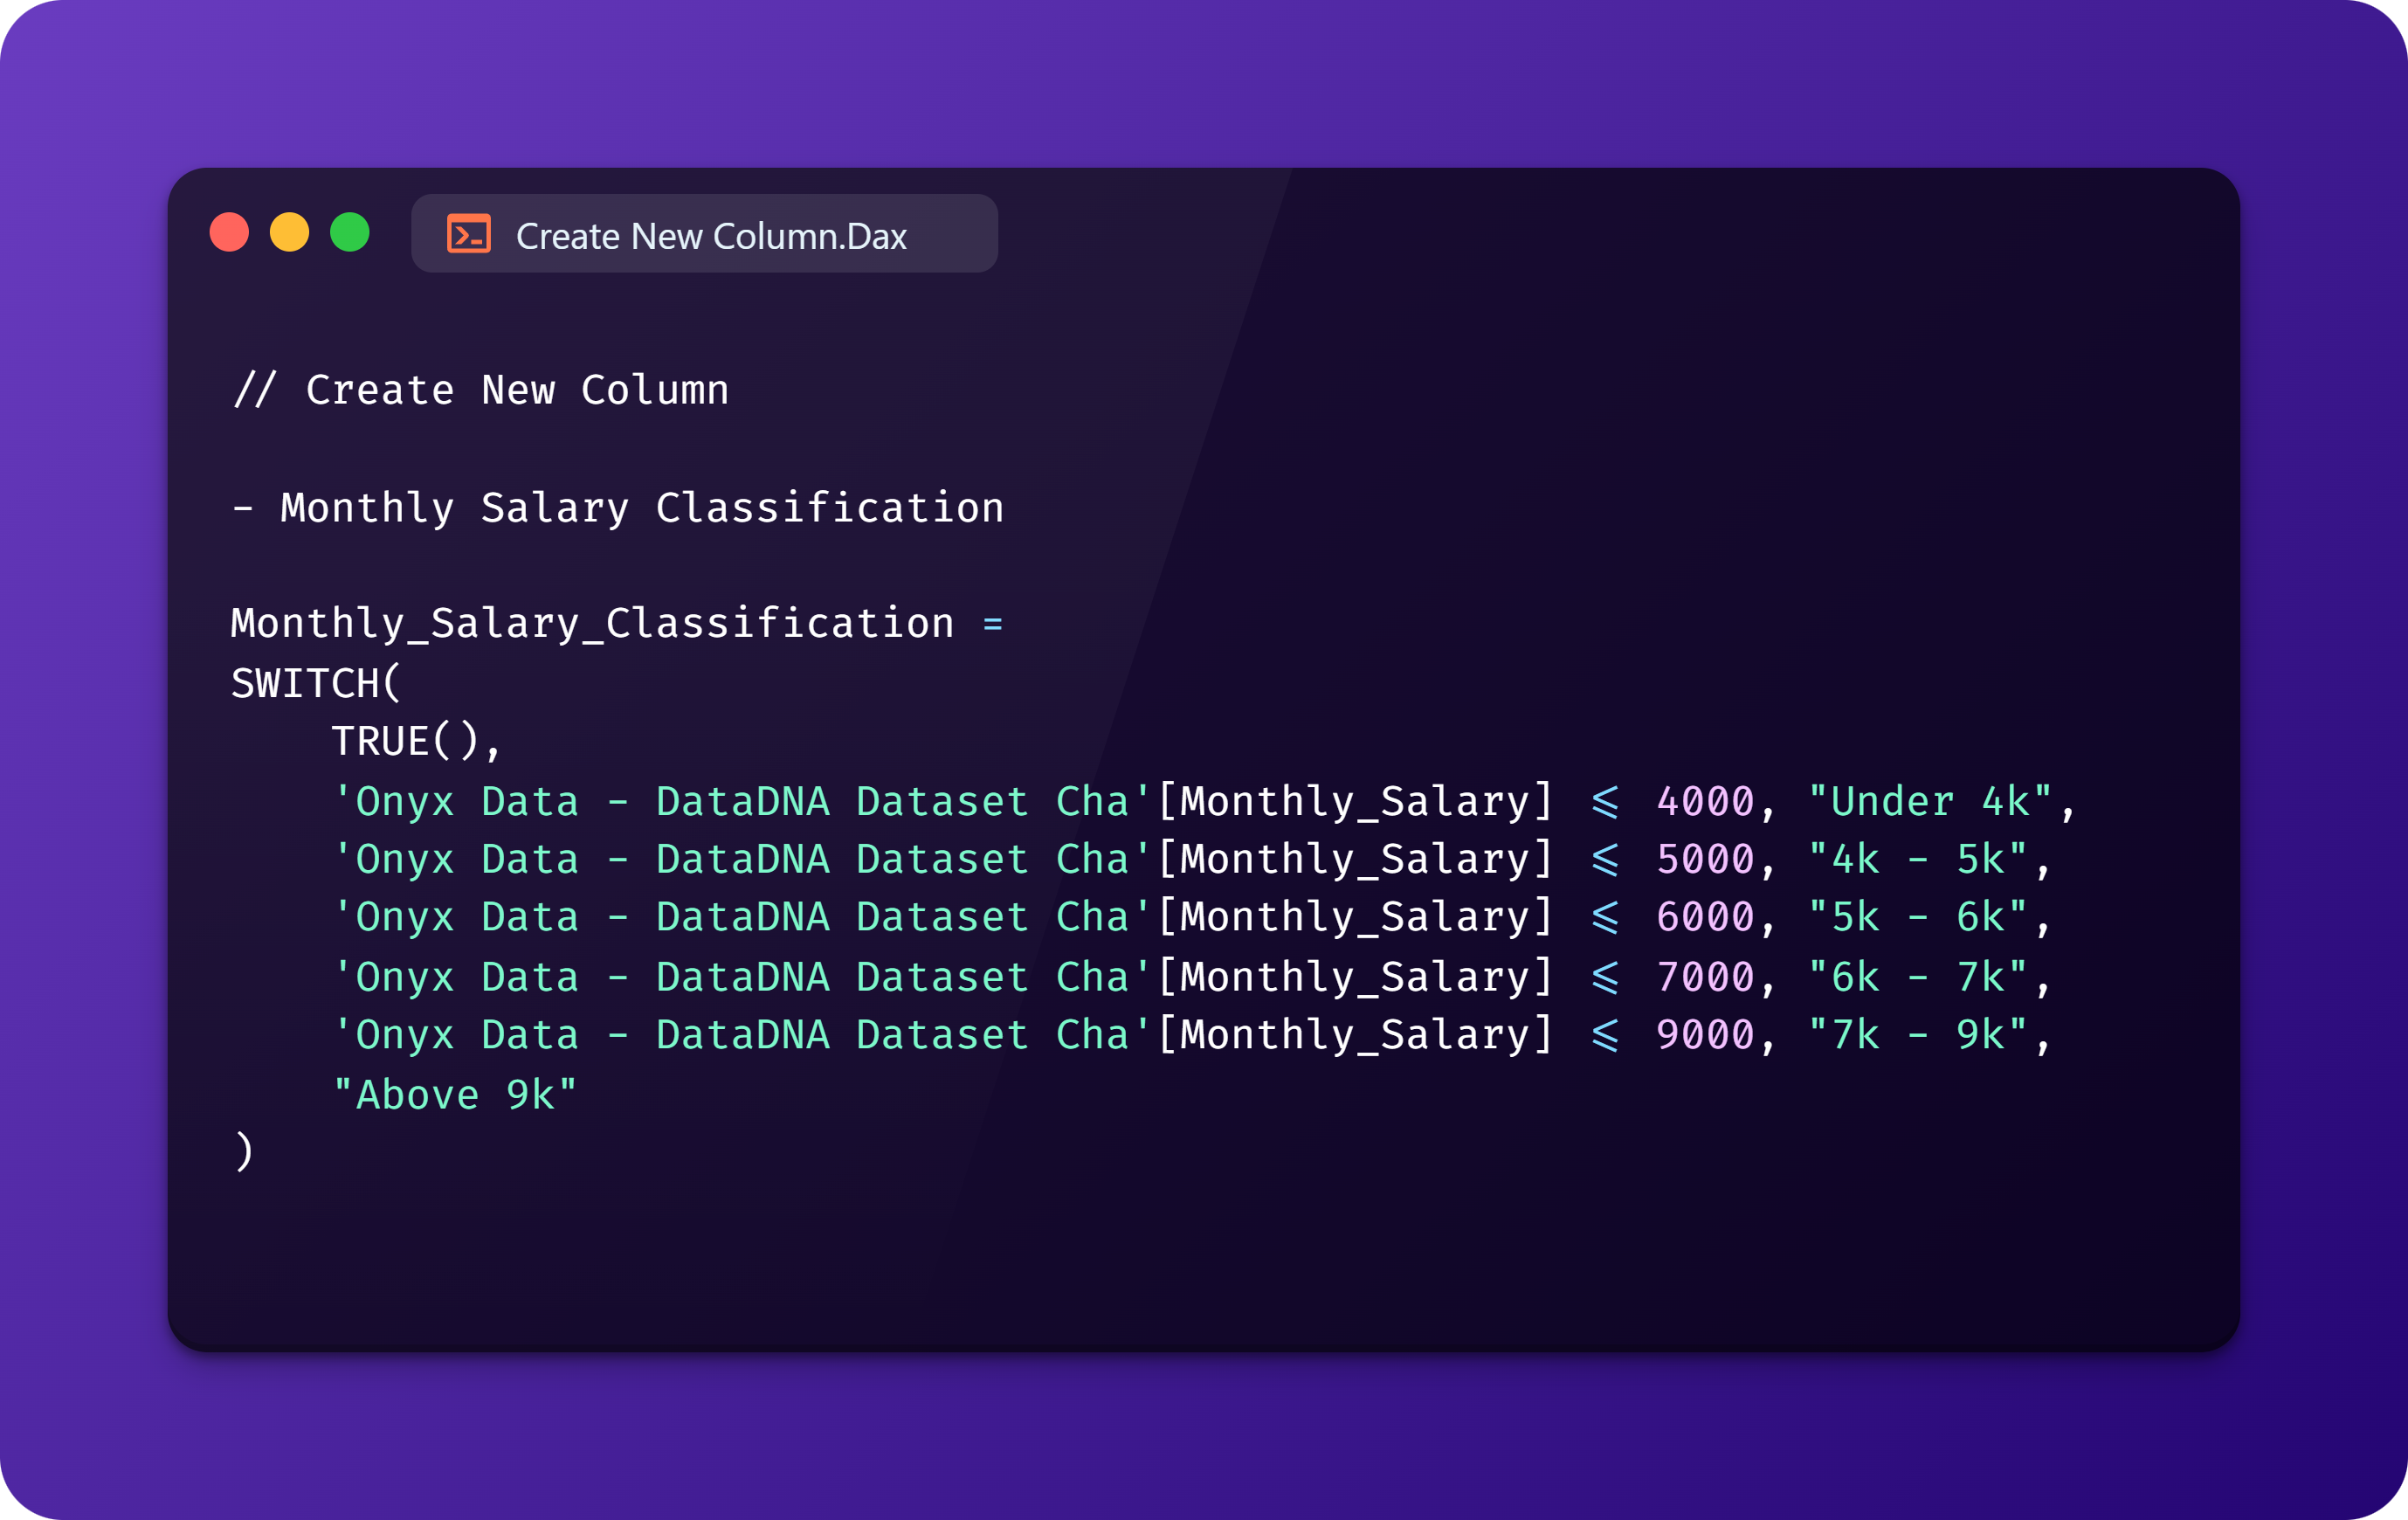 Create New Column.Dax
// Create New Column
- Monthly Salary Classification
Monthly_Salary_Classification =
SWITCH(
    TRUE(),
    'Onyx Data - DataDNA Dataset Cha'[Monthly_Salary] <= 4000, "Under 4k",
    'Onyx Data - DataDNA Dataset Cha'[Monthly_Salary] <= 5000, "4k - 5k",
    'Onyx Data - DataDNA Dataset Cha'[Monthly_Salary] <= 6000, "5k - 6k",
    'Onyx Data - DataDNA Dataset Cha'[Monthly_Salary] <= 7000, "6k - 7k",
    'Onyx Data - DataDNA Dataset Cha'[Monthly_Salary] <= 9000, "7k - 9k",
    "Above 9k"
)